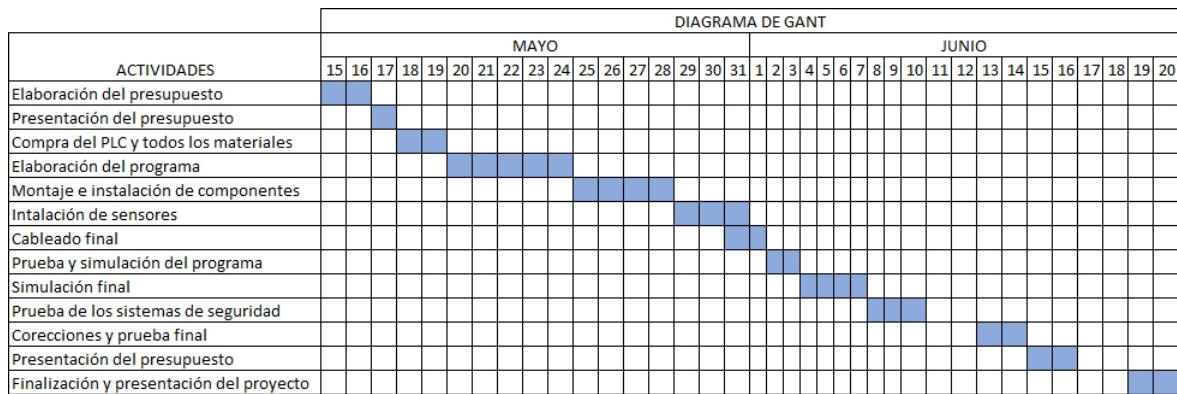 DIAGRAMA DE GANT
MAYO JUNIO
ACTIVIDADES 15 16 17 18 19 20 21 22 23 24 25 26 27 28 29 30 31 1 2 3 4 5 6 7 8 9 10 11 12 13 14 15 16 17 18 19 20
Elaboración del presupuesto
Presentación del presupuesto
Compra del PLC y todos los materiales
Elaboración del programa
Montaje e instalación de componentes
Intalación de sensores
Cableado final
Prueba y simulación del programa
Simulación final
Prueba de los sistemas de seguridad
Corecciones y prueba final
Presentación del presupuesto
Finalización y presentación del proyecto